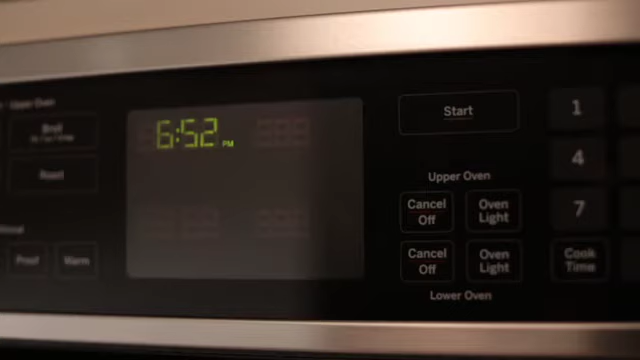 Upper Oven
Broil
Roast
Proof
Warm
6:52 PM
Start
Upper Oven
Cancel
Off
Oven
Light
Cancel
Off
Oven
Light
Lower Oven
1
4
7
Cook
Time